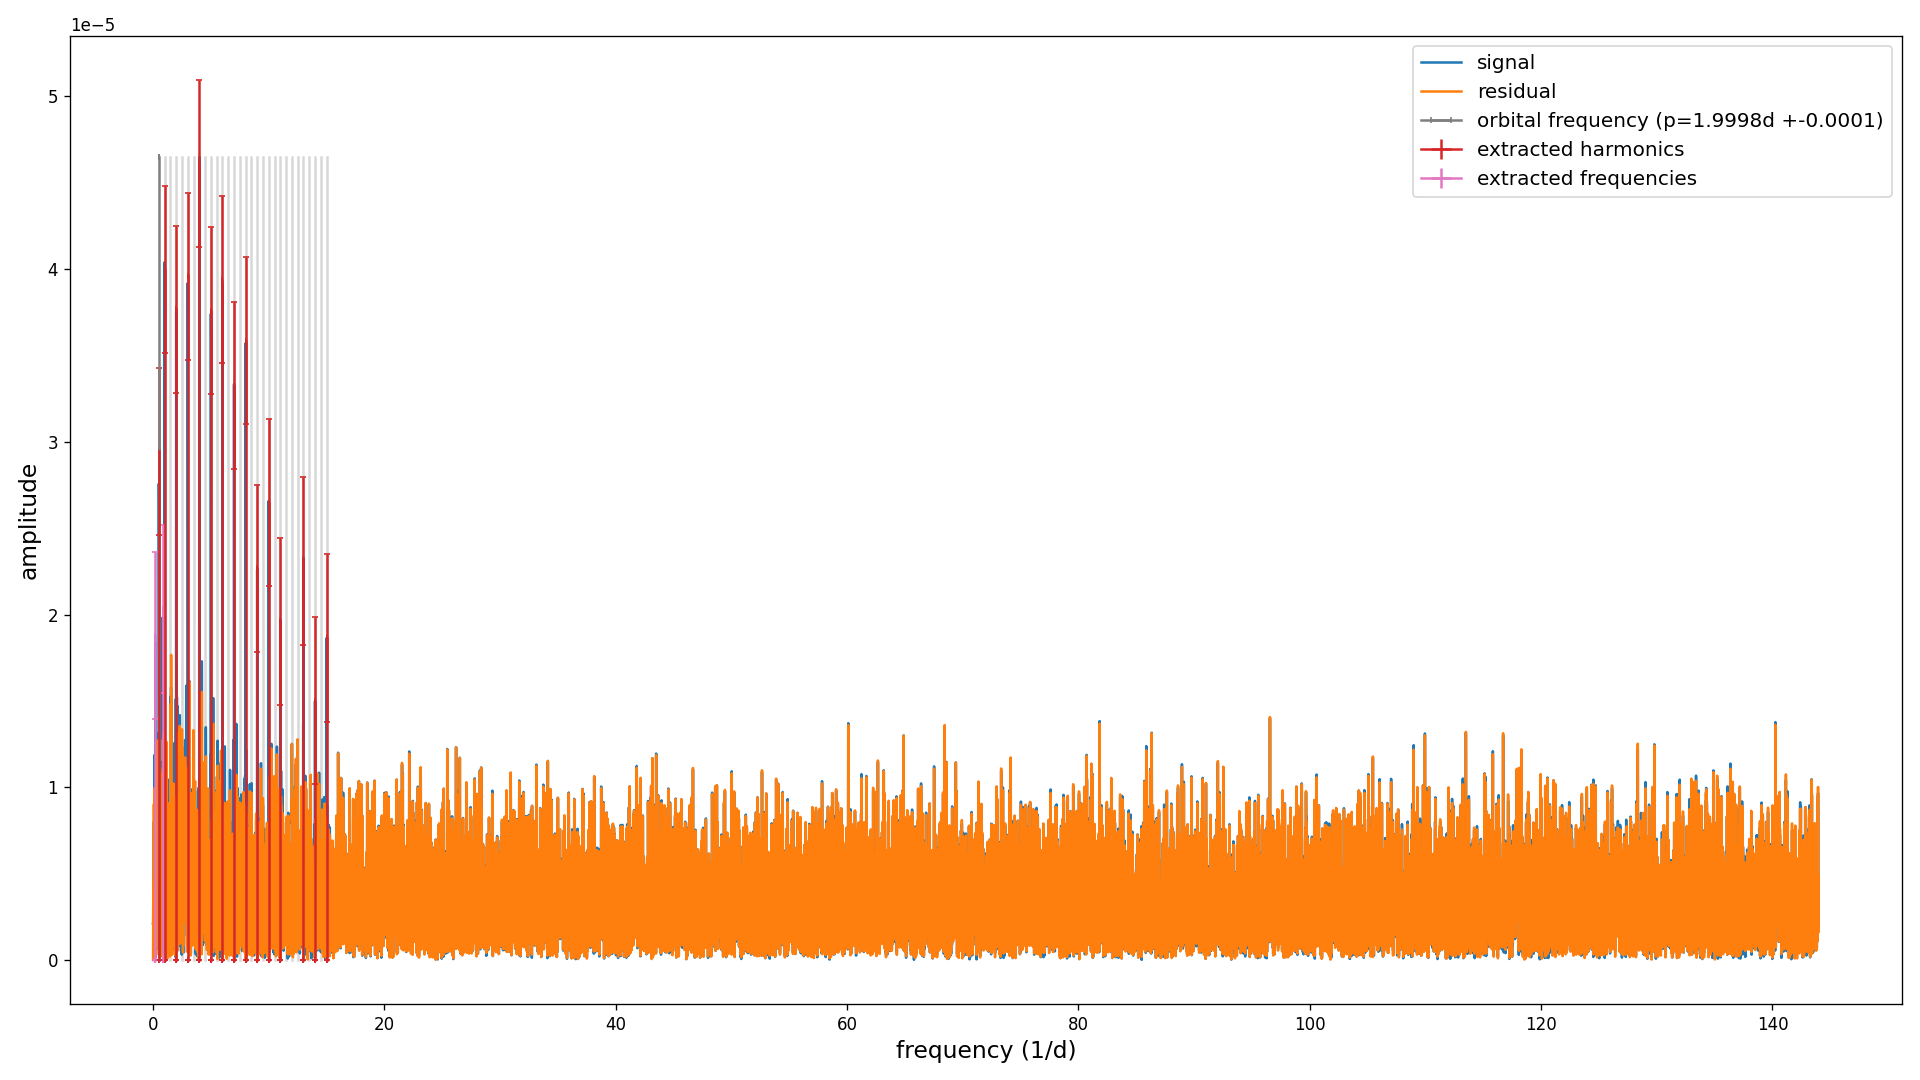 1e−5
signal
residual
orbital frequency (p=1.9998d +-0.0001)
extracted harmonics
extracted frequencies
5
4
3
2
1
0
amplitude
0 20 40 60 80 100 120 140
frequency (1/d)